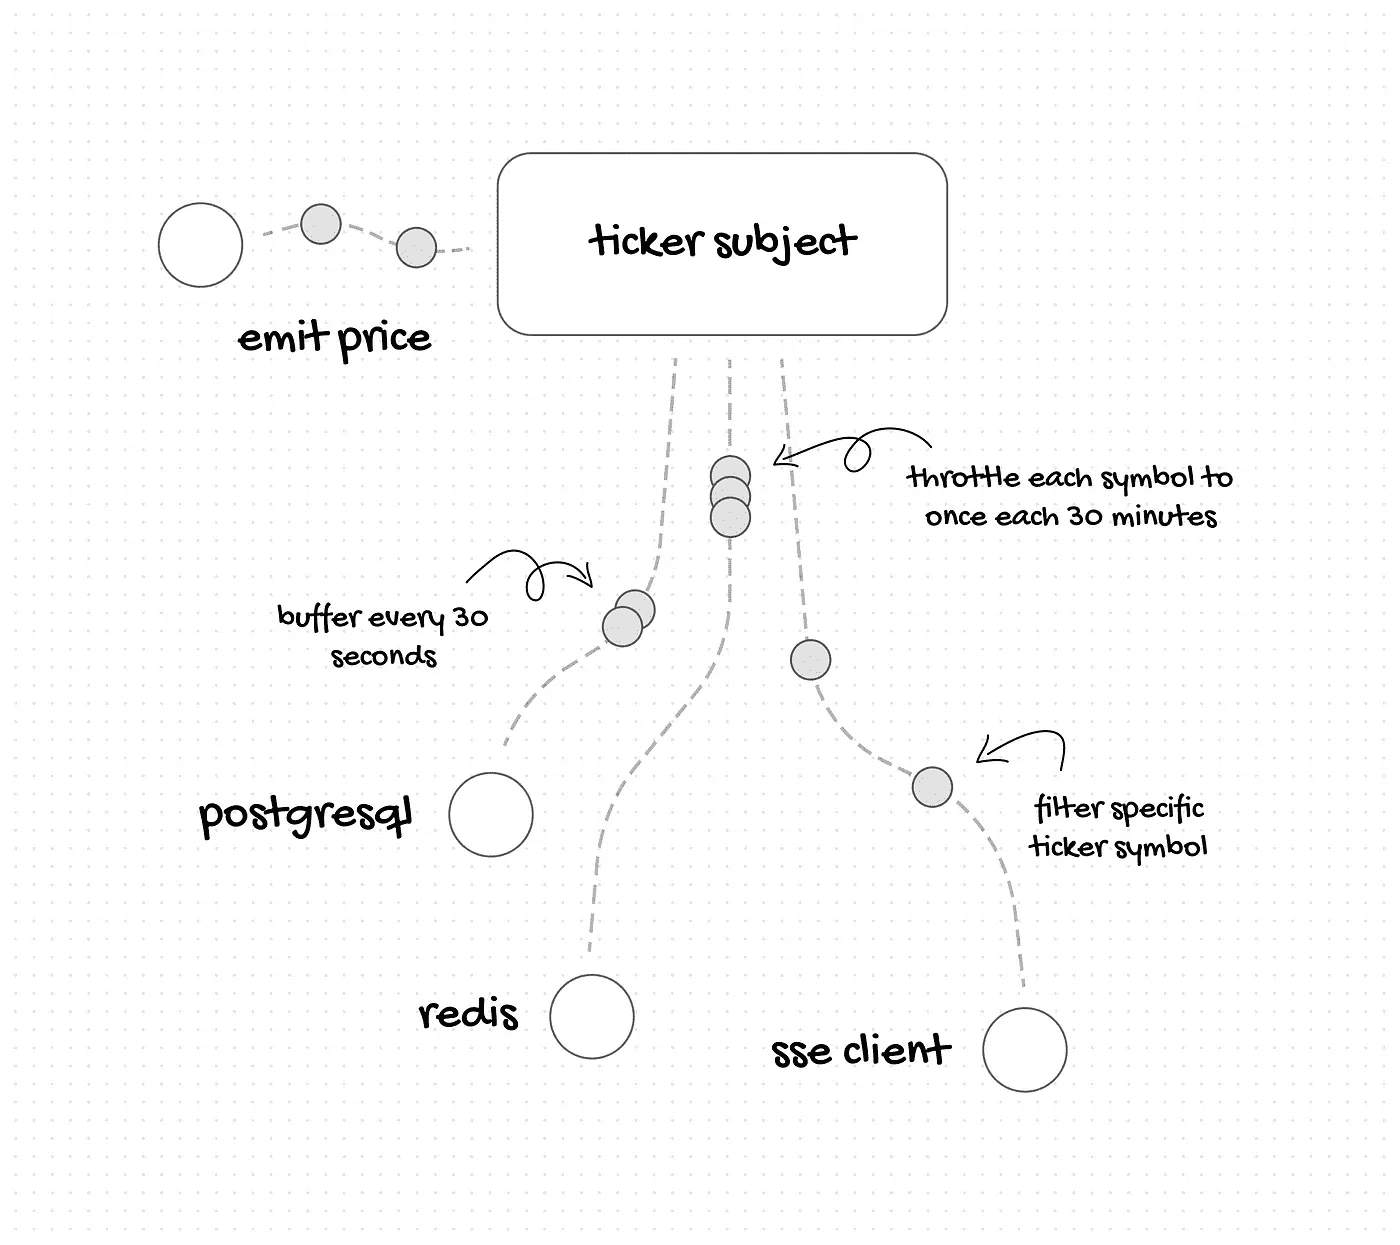 ticker subject
emit price
throttle each symbol to
once each 30 minutes
buffer every 30
seconds
postgresql
filter specific
ticker symbol
redis
sse client